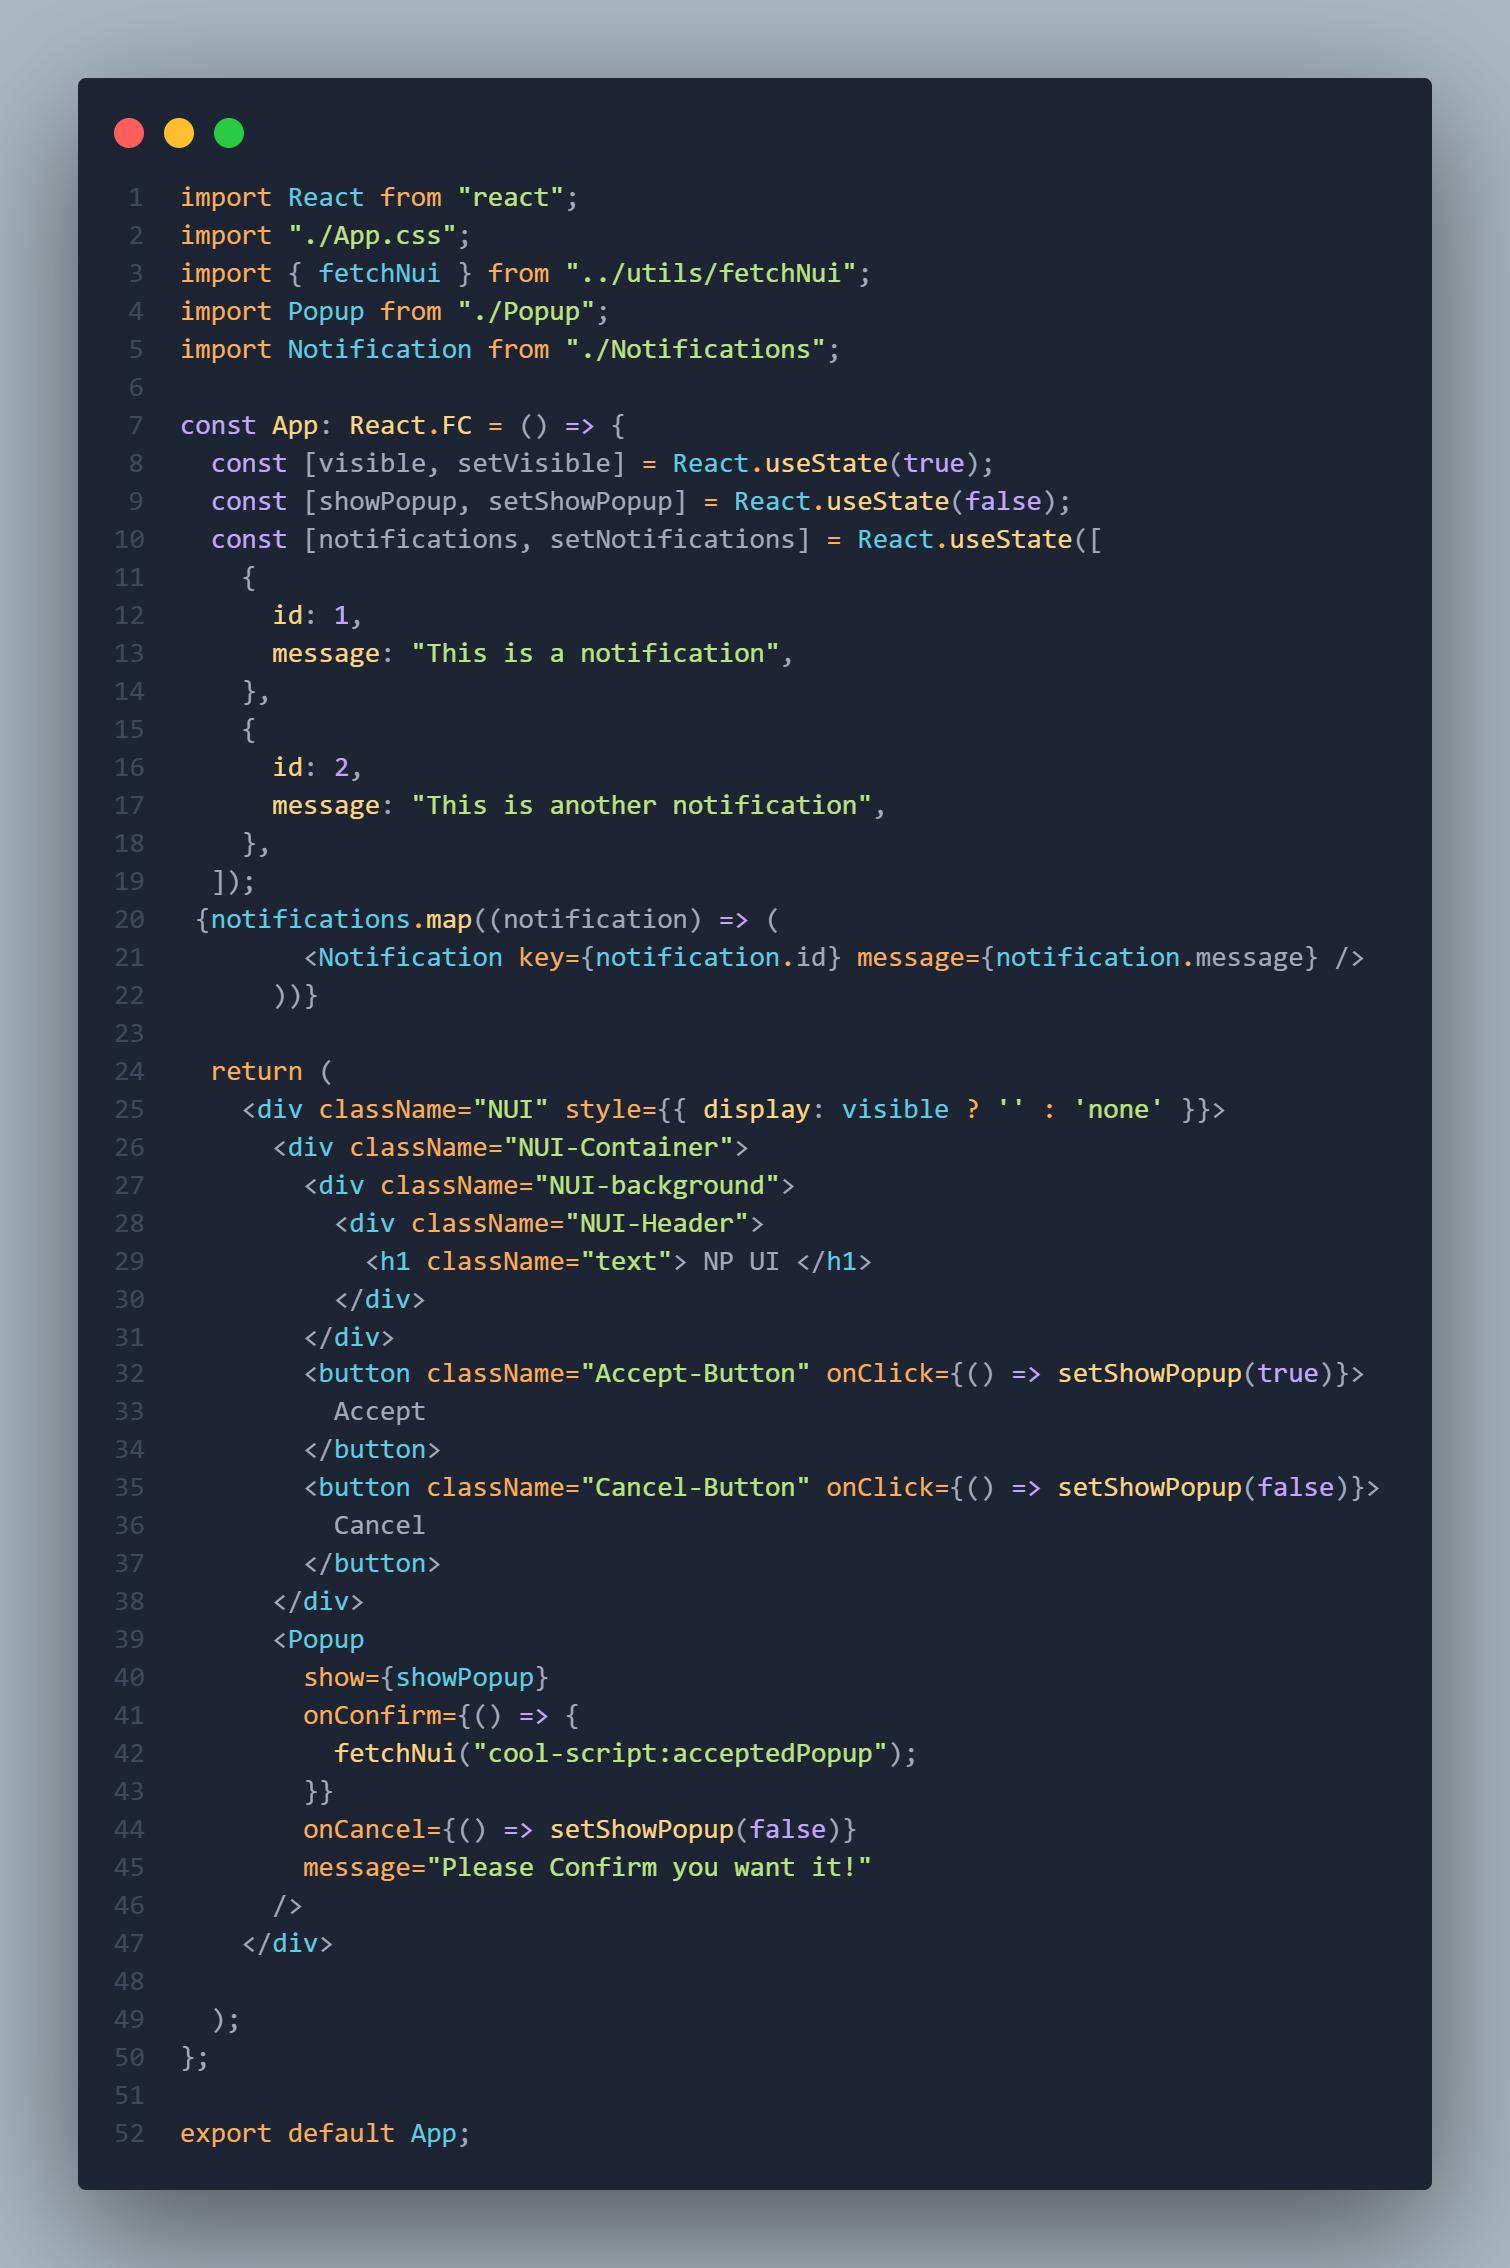 1 import React from "react";
2 import "./App.css";
3 import { fetchNui } from "../utils/fetchNui";
4 import Popup from "./Popup";
5 import Notification from "./Notifications";
6
7 const App: React.FC = () => {
8   const [visible, setVisible] = React.useState(true);
9   const [showPopup, setShowPopup] = React.useState(false);
10   const [notifications, setNotifications] = React.useState([
11     {
12       id: 1,
13       message: "This is a notification",
14     },
15     {
16       id: 2,
17       message: "This is another notification",
18     },
19   ]);
20  {notifications.map((notification) => (
21         <Notification key={notification.id} message={notification.message} />
22       ))}
23
24   return (
25     <div className="NUI" style={{ display: visible ? '' : 'none' }}>
26       <div className="NUI-Container">
27         <div className="NUI-background">
28           <div className="NUI-Header">
29             <h1 className="text"> NP UI </h1>
30           </div>
31         </div>
32         <button className="Accept-Button" onClick={() => setShowPopup(true)}>
33           Accept
34         </button>
35         <button className="Cancel-Button" onClick={() => setShowPopup(false)}>
36           Cancel
37         </button>
38       </div>
39       <Popup
40         show={showPopup}
41         onConfirm={() => {
42           fetchNui("cool-script:acceptedPopup");
43         }}
44         onCancel={() => setShowPopup(false)}
45         message="Please Confirm you want it!"
46       />
47     </div>
48
49   );
50 };
51
52 export default App;